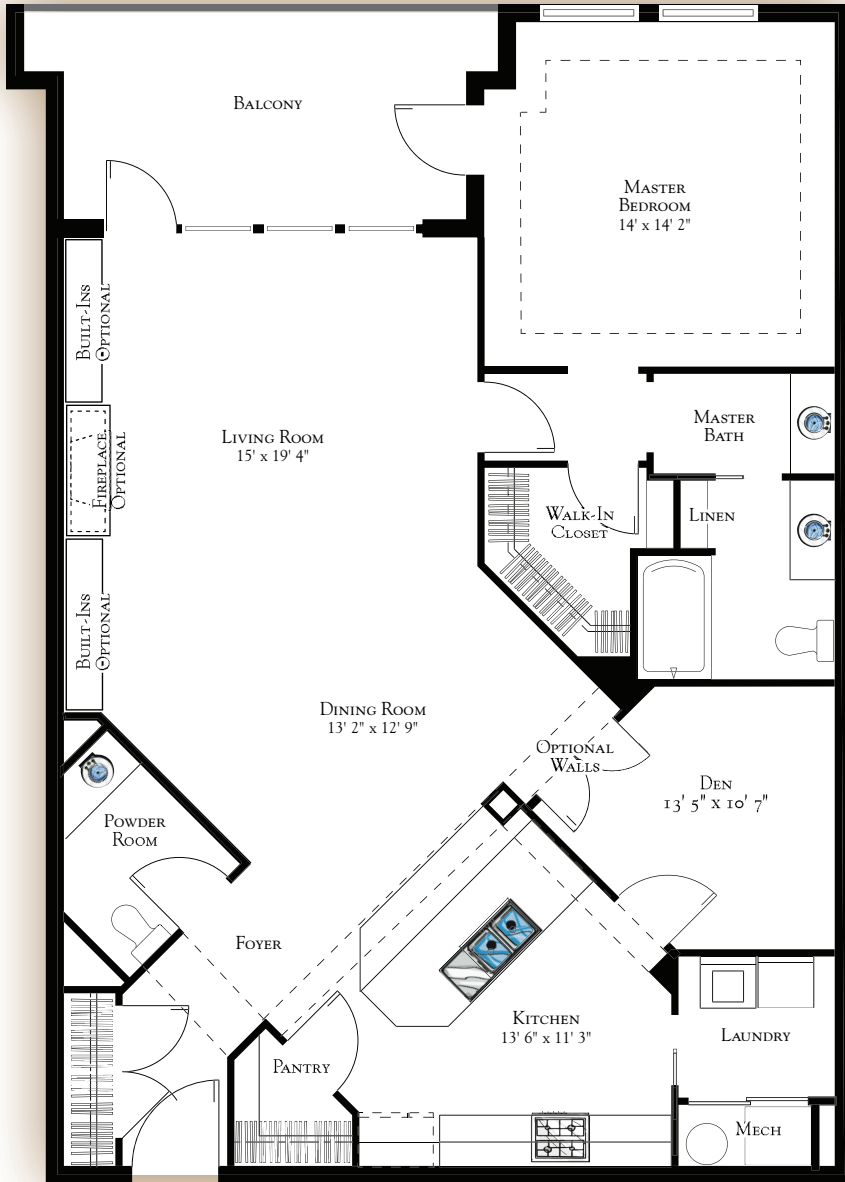 Balcony
Master
Bedroom
14' x 14' 2"
Built-Ins
Optional
Living Room
15' x 19' 4"
Fireplace
Optional
Master
Bath
Walk-In
Closet
Linen
Built-Ins
Optional
Dining Room
13' 2" x 12' 9"
Optional
Walls
Den
13' 5" x 10' 7"
Powder
Room
Foyer
Kitchen
13' 6" x 11' 3"
Laundry
Pantry
Mech